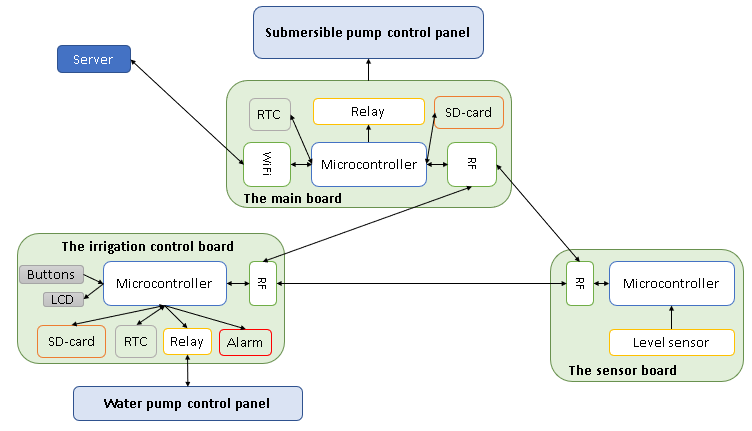 Submersible pump control panel
Server
RTC
Relay
SD-card
WiFi
Microcontroller
RF
The main board
The irrigation control board
Buttons
LCD
Microcontroller
RF
SD-card
RTC
Relay
Alarm
Water pump control panel
RF
Microcontroller
Level sensor
The sensor board